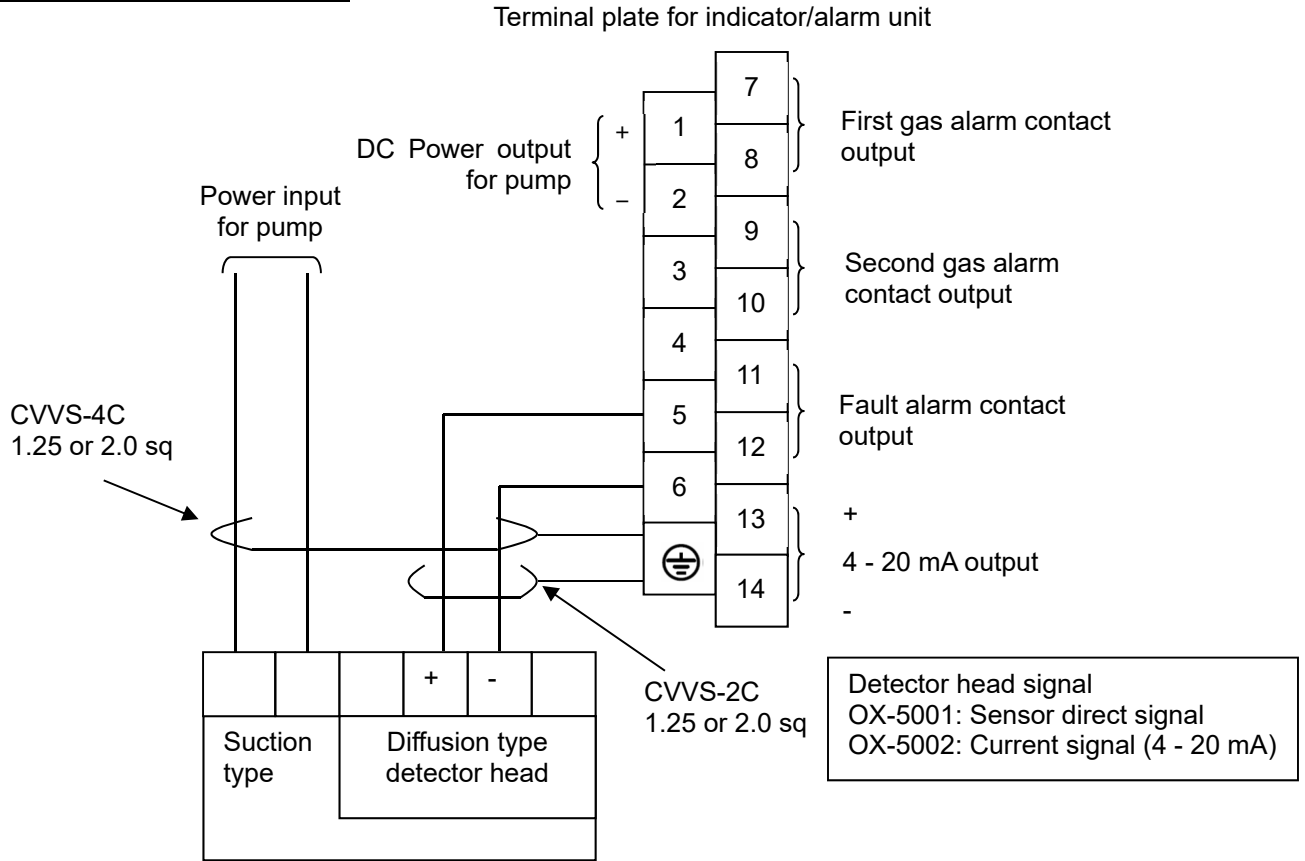 Terminal plate for indicator/alarm unit
7
8
9
10
11
12
13
14
1
2
3
4
5
6
DC Power output
for pump
+
–
First gas alarm contact
output
Second gas alarm
contact output
Fault alarm contact
output
+
4 - 20 mA output
-
Power input
for pump
CVVS-4C
1.25 or 2.0 sq
CVVS-2C
1.25 or 2.0 sq
+ -
Suction
type
Diffusion type
detector head
Detector head signal
OX-5001: Sensor direct signal
OX-5002: Current signal (4 - 20 mA)